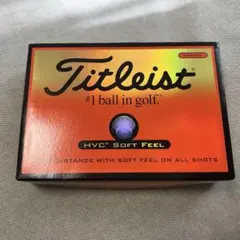 Titleist
#1 ball in golf.
HVC® SOFT FEEL
DISTANCE WITH SOFT FEEL ON ALL SHOTS